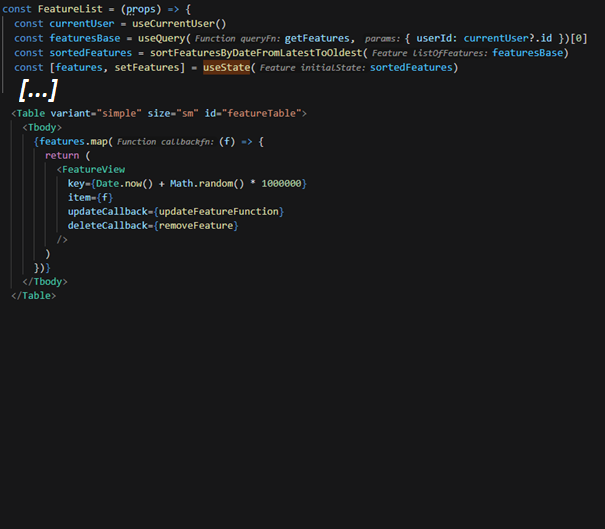 const FeatureList = (props) => {
const currentUser = useCurrentUser()
const featuresBase = useQuery( Function queryFn: getFeatures, params: { userId: currentUser?.id })[0]
const sortedFeatures = sortFeaturesByDateFromLatestToOldest( Feature listOfFeatures: featuresBase)
const [features, setFeatures] = useState( Feature initialState: sortedFeatures)
[...]
<Table variant="simple" size="sm" id="featureTable">
<Tbody>
{features.map( Function callbackfn: (f) => {
return (
<FeatureView
key={Date.now() + Math.random() * 1000000}
item={f}
updateCallback={updateFeatureFunction}
deleteCallback={removeFeature}
/>
)
})}
</Tbody>
</Table>